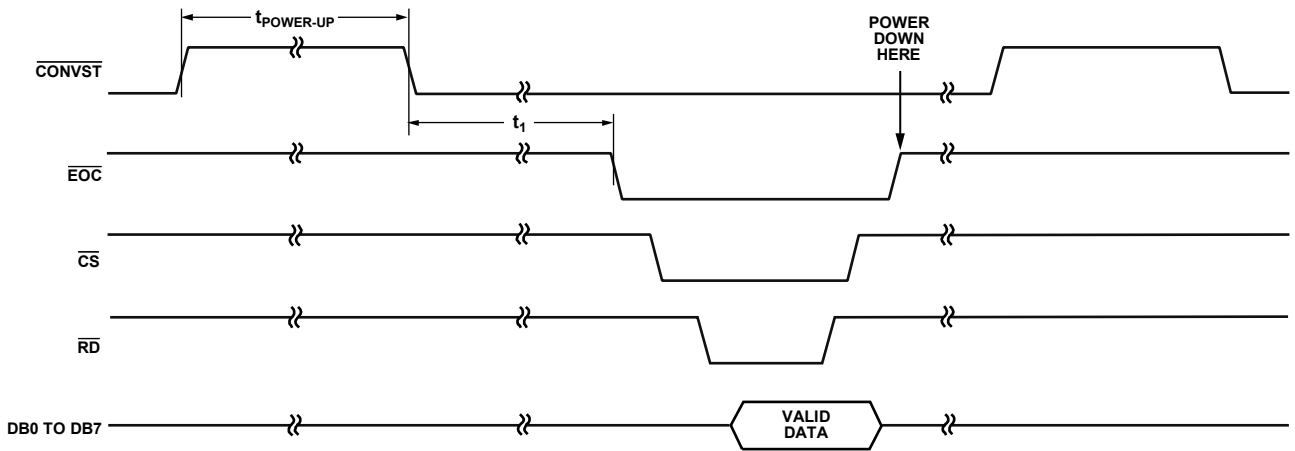 tPOWER-UP
POWER
DOWN
HERE
CONVST
t1
EOC
CS
RD
DB0 TO DB7
VALID
DATA